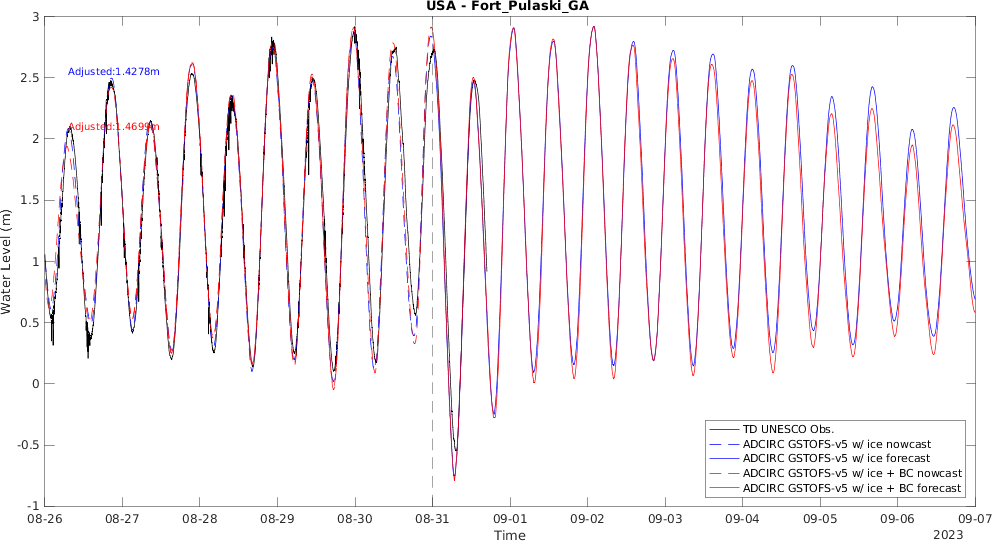 USA - Fort_Pulaski_GA
3
2.5
2
1.5
1
0.5
0
-0.5
-1
Water Level (m)
Adjusted:1.4278m
Adjusted:1.4699m
TD UNESCO Obs.
ADCIRC GSTOFS-v5 w/ ice nowcast
ADCIRC GSTOFS-v5 w/ ice forecast
ADCIRC GSTOFS-v5 w/ ice + BC nowcast
ADCIRC GSTOFS-v5 w/ ice + BC forecast
08-26 08-27 08-28 08-29 08-30 08-31 09-01 09-02 09-03 09-04 09-05 09-06 09-07
Time
2023